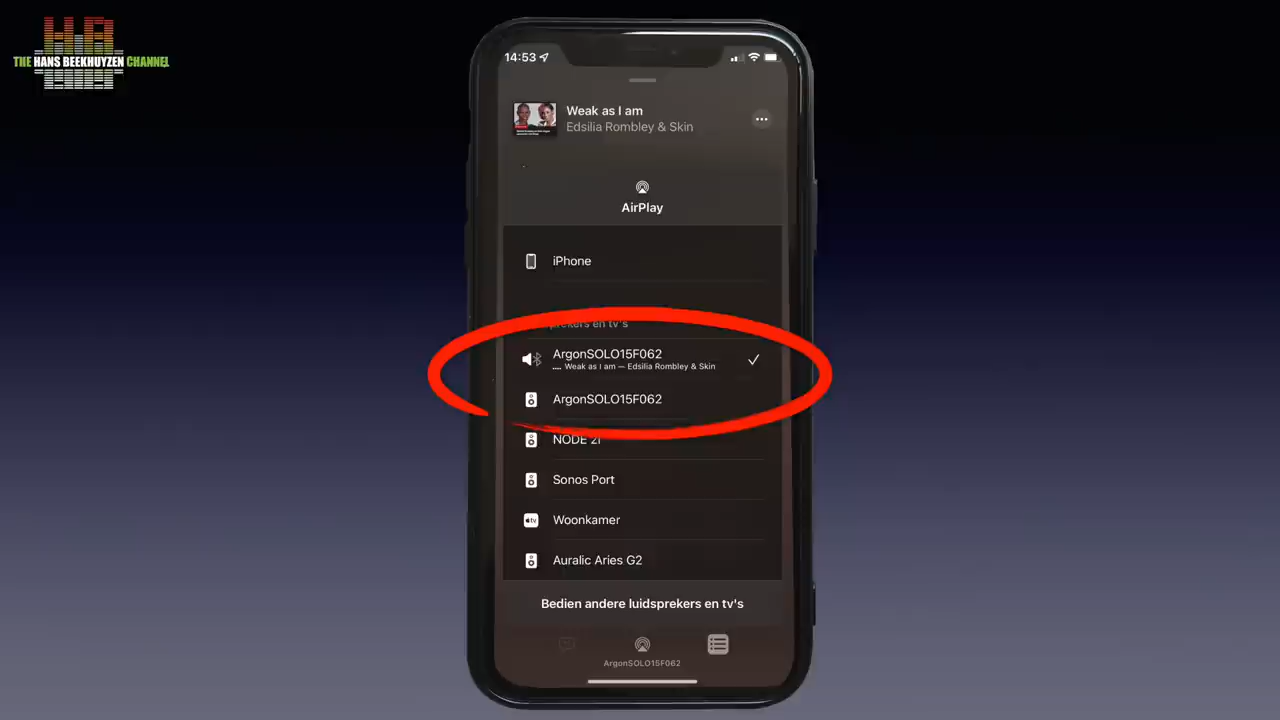 THE HANS BEEKHUYZEN CHANNEL
14:53
Weak as I am
Edsilia Rombley & Skin
AirPlay
iPhone
prekers en tv's
ArgonSOLO15F062
Weak as I am — Edsilia Rombley & Skin
ArgonSOLO15F062
NODE 2i
Sonos Port
tv
Woonkamer
Auralic Aries G2
Bedien andere luidsprekers en tv's
ArgonSOLO15F062